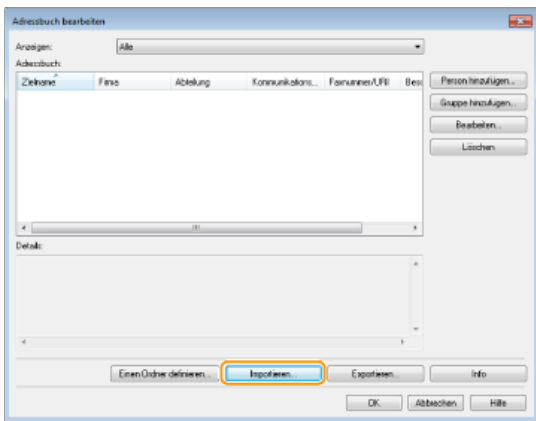 Adressbuch bearbeiten
Anzeigen: Alle
Adressbuch:
Zielname Firma Abteilung Kommunikations... Faxnummer/URI Besc
Person hinzufügen...
Gruppe hinzufügen...
Bearbeiten...
Löschen
Details:
Einen Ordner definieren... Importieren... Exportieren... Info
OK Abbrechen Hilfe